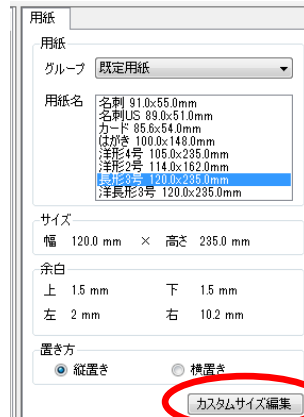 用紙
用紙
グループ 既定用紙
用紙名
名刺 91.0x55.0mm
名刺US 89.0x51.0mm
カード 85.6x54.0mm
はがき 100.0x148.0mm
洋形4号 105.0x235.0mm
洋形2号 114.0x162.0mm
長形3号 120.0x235.0mm
洋長形3号 120.0x235.0mm
サイズ
幅 120.0 mm × 高さ 235.0 mm
余白
上 1.5 mm 下 1.5 mm
左 2 mm 右 10.2 mm
置き方
縦置き 横置き
カスタムサイズ編集